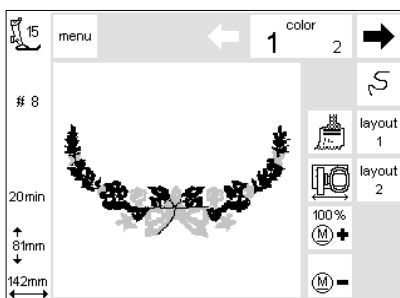 15
menu
color
1 2
# 8
layout
1
layout
2
20min
100%
M +
81mm
M -
142mm